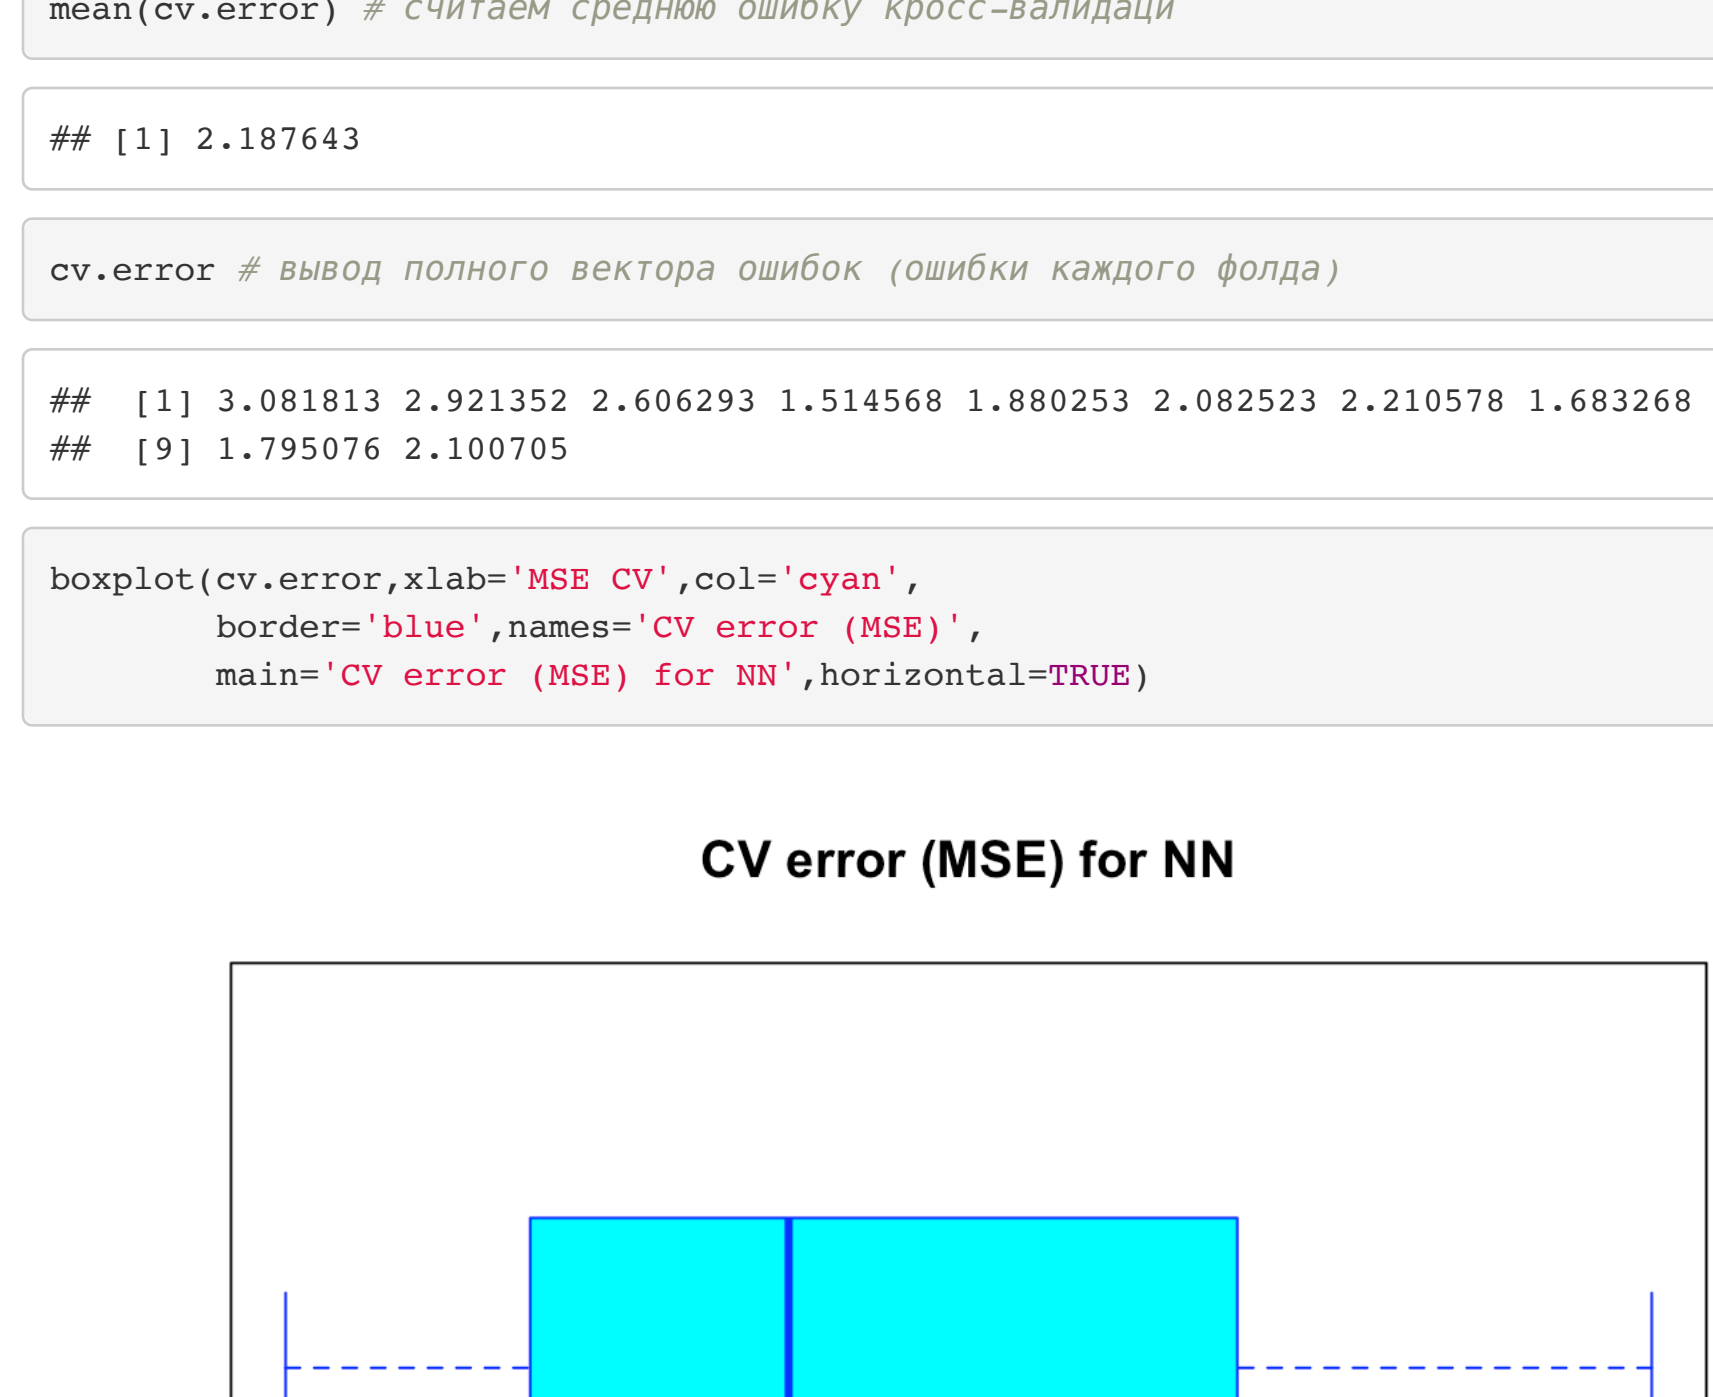 mean(cv.error) # считаем среднюю ошибку кросс-валидаци
## [1] 2.187643
cv.error # вывод полного вектора ошибок (ошибки каждого фолда)
##  [1] 3.081813 2.921352 2.606293 1.514568 1.880253 2.082523 2.210578 1.683268
##  [9] 1.795076 2.100705
boxplot(cv.error,xlab='MSE CV',col='cyan',
        border='blue',names='CV error (MSE)',
        main='CV error (MSE) for NN',horizontal=TRUE)
CV error (MSE) for NN